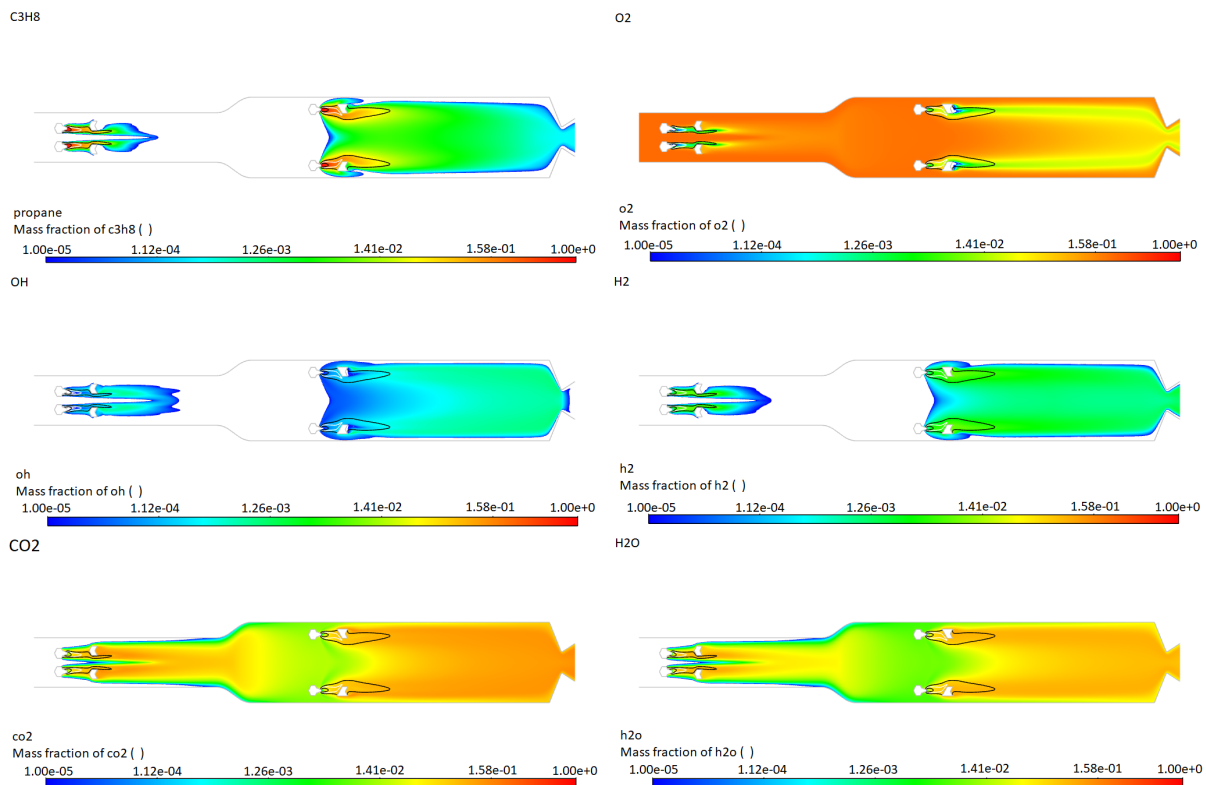 C3H8
O2
propane
Mass fraction of c3h8 ( )
1.00e-05 1.12e-04 1.26e-03 1.41e-02 1.58e-01 1.00e+0
o2
Mass fraction of o2 ( )
1.00e-05 1.12e-04 1.26e-03 1.41e-02 1.58e-01 1.00e+0
OH
H2
oh
Mass fraction of oh ( )
1.00e-05 1.12e-04 1.26e-03 1.41e-02 1.58e-01 1.00e+0
h2
Mass fraction of h2 ( )
1.00e-05 1.12e-04 1.26e-03 1.41e-02 1.58e-01 1.00e+0
CO2
H2O
co2
Mass fraction of co2 ( )
1.00e-05 1.12e-04 1.26e-03 1.41e-02 1.58e-01 1.00e+0
h2o
Mass fraction of h2o ( )
1.00e-05 1.12e-04 1.26e-03 1.41e-02 1.58e-01 1.00e+0